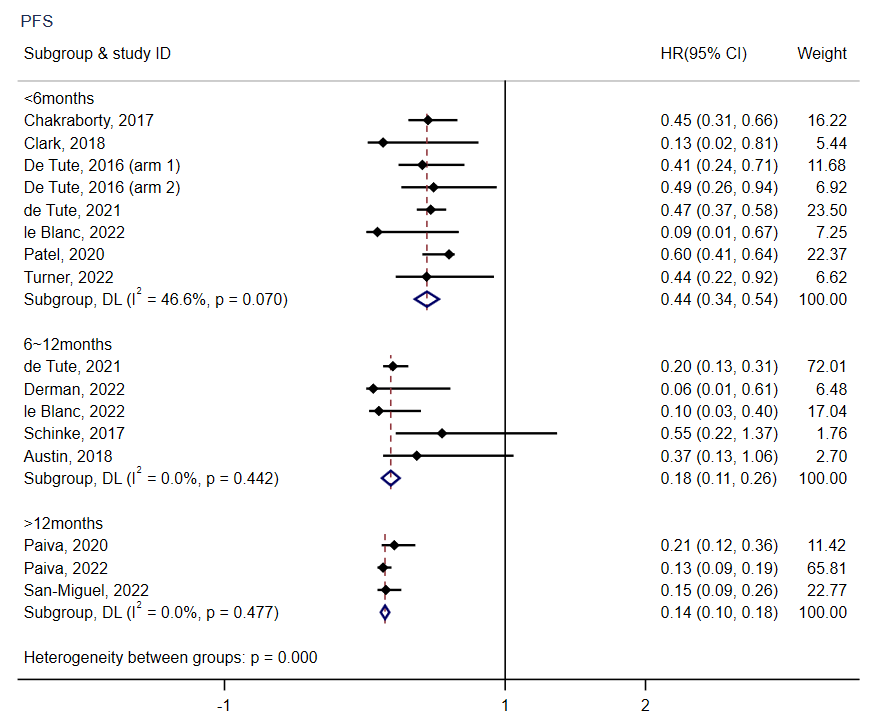 PFS
Subgroup & study ID HR(95% CI) Weight
<6months
Chakraborty, 2017 0.45 (0.31, 0.66) 16.22
Clark, 2018 0.13 (0.02, 0.81) 5.44
De Tute, 2016 (arm 1) 0.41 (0.24, 0.71) 11.68
De Tute, 2016 (arm 2) 0.49 (0.26, 0.94) 6.92
de Tute, 2021 0.47 (0.37, 0.58) 23.50
le Blanc, 2022 0.09 (0.01, 0.67) 7.25
Patel, 2020 0.60 (0.41, 0.64) 22.37
Turner, 2022 0.44 (0.22, 0.92) 6.62
Subgroup, DL (I² = 46.6%, p = 0.070) 0.44 (0.34, 0.54) 100.00
6~12months
de Tute, 2021 0.20 (0.13, 0.31) 72.01
Derman, 2022 0.06 (0.01, 0.61) 6.48
le Blanc, 2022 0.10 (0.03, 0.40) 17.04
Schinke, 2017 0.55 (0.22, 1.37) 1.76
Austin, 2018 0.37 (0.13, 1.06) 2.70
Subgroup, DL (I² = 0.0%, p = 0.442) 0.18 (0.11, 0.26) 100.00
>12months
Paiva, 2020 0.21 (0.12, 0.36) 11.42
Paiva, 2022 0.13 (0.09, 0.19) 65.81
San-Miguel, 2022 0.15 (0.09, 0.26) 22.77
Subgroup, DL (I² = 0.0%, p = 0.477) 0.14 (0.10, 0.18) 100.00
Heterogeneity between groups: p = 0.000
-1 1 2